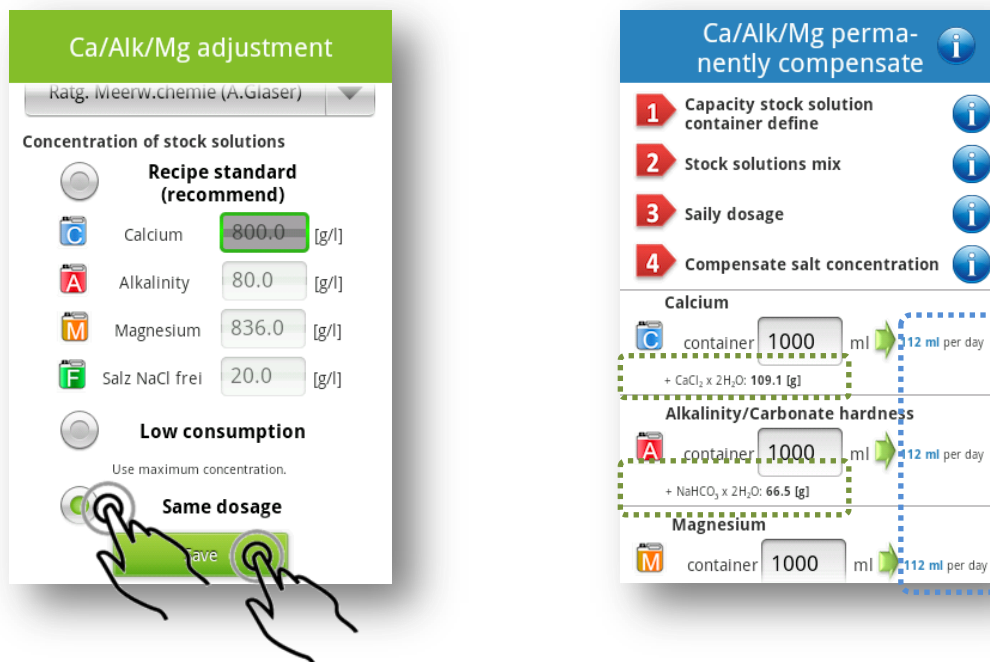 Ca/Alk/Mg adjustment
Ratg. Meerw.chemie (A.Glaser)
Concentration of stock solutions
Recipe standard
(recommend)
C Calcium 800.0 [g/l]
A Alkalinity 80.0 [g/l]
M Magnesium 836.0 [g/l]
F Salz NaCl frei 20.0 [g/l]
Low consumption
Use maximum concentration.
Same dosage
Save
Ca/Alk/Mg perma-
nently compensate
i
1 Capacity stock solution
container define i
2 Stock solutions mix i
3 Saily dosage i
4 Compensate salt concentration i
Calcium
C container 1000 ml 112 ml per day
+ CaCl₂ x 2H₂O: 109.1 [g]
Alkalinity/Carbonate hardness
A container 1000 ml 112 ml per day
+ NaHCO₃ x 2H₂O: 66.5 [g]
Magnesium
M container 1000 ml 112 ml per day